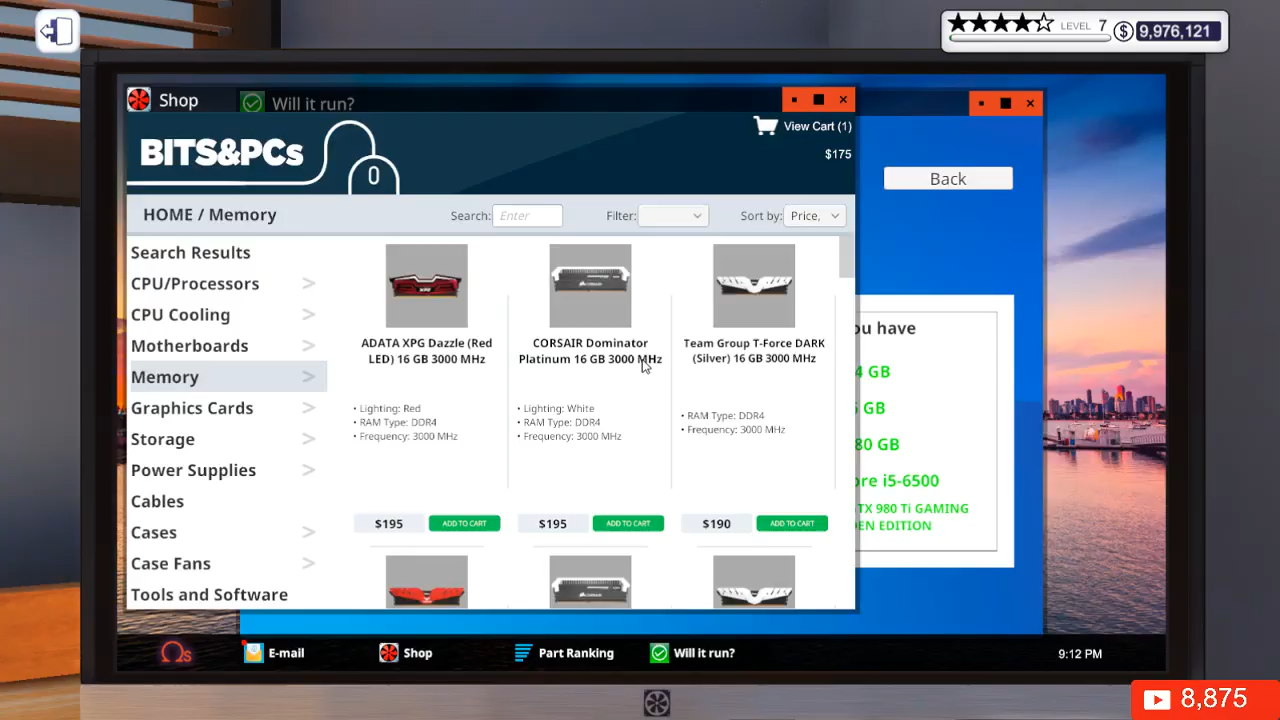 LEVEL 7
$ 9,976,121
Shop
Will it run?
BITS&PCs
View Cart (1)
$175
Back
HOME / Memory
Search:
Enter
Filter:
Sort by:
Price,
Search Results
CPU/Processors
CPU Cooling
Motherboards
Memory
Graphics Cards
Storage
Power Supplies
Cables
Cases
Case Fans
Tools and Software
ADATA XPG Dazzle (Red
LED) 16 GB 3000 MHz
• Lighting: Red
• RAM Type: DDR4
• Frequency: 3000 MHz
$195
ADD TO CART
CORSAIR Dominator
Platinum 16 GB 3000 MHz
• Lighting: White
• RAM Type: DDR4
• Frequency: 3000 MHz
$195
ADD TO CART
Team Group T-Force DARK
(Silver) 16 GB 3000 MHz
• RAM Type: DDR4
• Frequency: 3000 MHz
$190
ADD TO CART
ou have
4 GB
GB
80 GB
ore i5-6500
TX 980 Ti GAMING
EN EDITION
E-mail
Shop
Part Ranking
Will it run?
9:12 PM
8,875